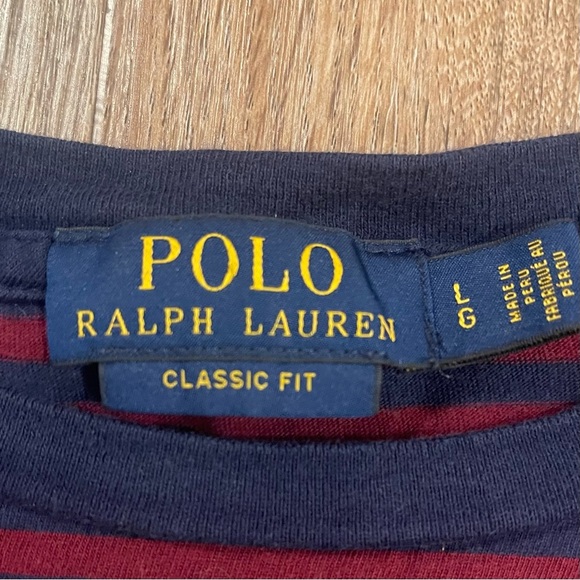 POLO
RALPH LAUREN
CLASSIC FIT
L
G
MADE IN
PERU
FABRIQUÉ AU
PÉROU